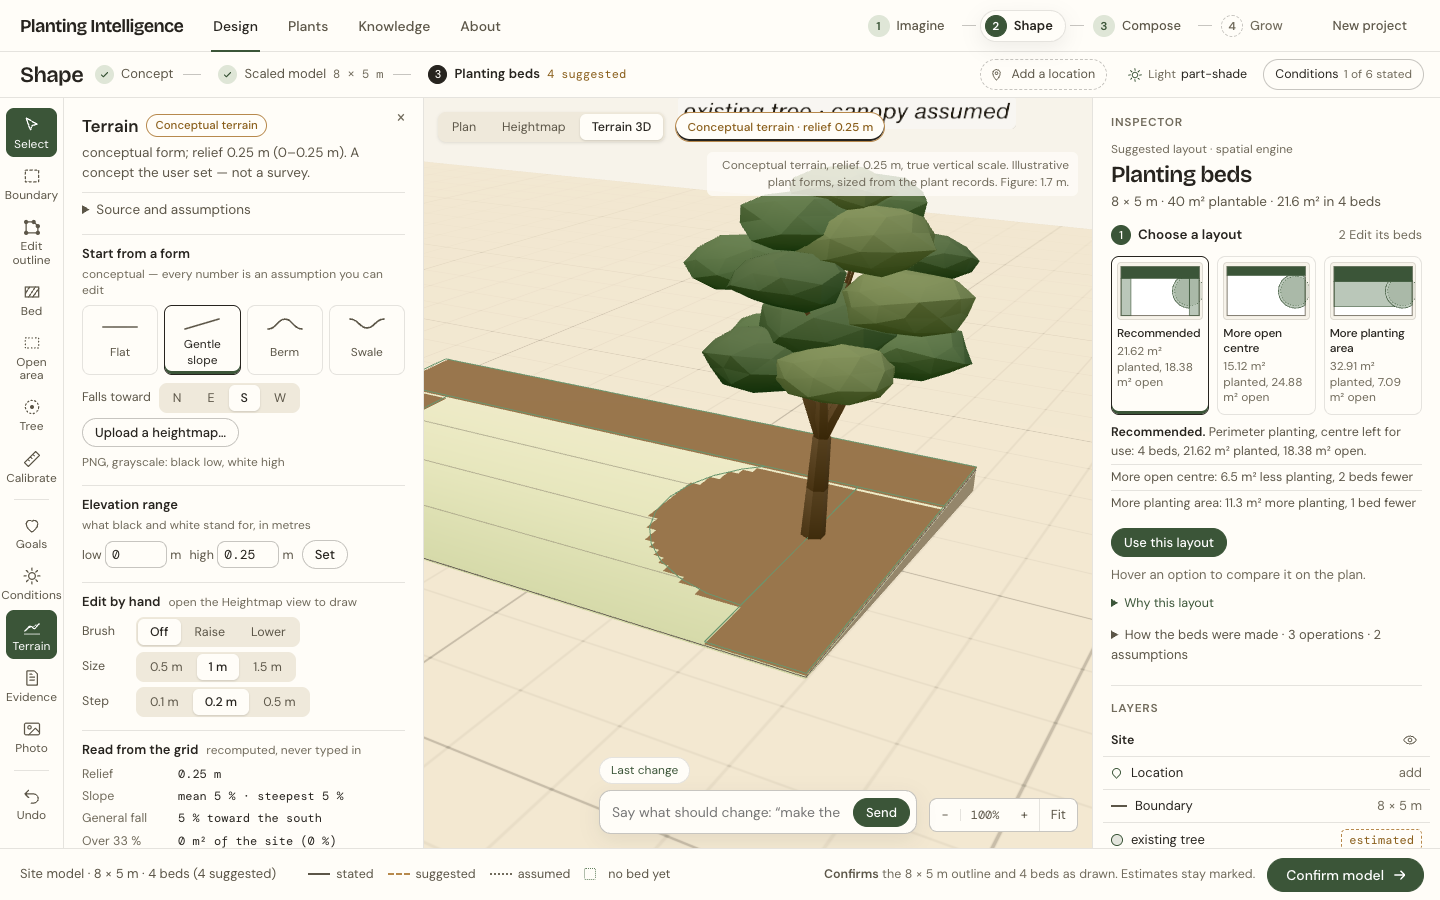 Planting Intelligence
Design
Plants
Knowledge
About
1 Imagine
2 Shape
3 Compose
4 Grow
New project
Shape
Concept
Scaled model 8 × 5 m
3 Planting beds 4 suggested
Add a location
Light part-shade
Conditions 1 of 6 stated
Select
Boundary
Edit
outline
Bed
Open
area
Tree
Calibrate
Goals
Conditions
Terrain
Evidence
Photo
Undo
Terrain
Conceptual terrain
×
conceptual form; relief 0.25 m (0–0.25 m). A
concept the user set — not a survey.
Source and assumptions
Start from a form
conceptual — every number is an assumption you can
edit
Flat
Gentle
slope
Berm
Swale
Falls toward N E S W
Upload a heightmap…
PNG, grayscale: black low, white high
Elevation range
what black and white stand for, in metres
low 0 m high 0.25 m Set
Edit by hand open the Heightmap view to draw
Brush Off Raise Lower
Size 0.5 m 1 m 1.5 m
Step 0.1 m 0.2 m 0.5 m
Read from the grid recomputed, never typed in
Relief 0.25 m
Slope mean 5 % · steepest 5 %
General fall 5 % toward the south
Over 33 % 0 m² of the site (0 %)
existing tree · canopy assumed
Plan Heightmap Terrain 3D
Conceptual terrain · relief 0.25 m
Conceptual terrain, relief 0.25 m, true vertical scale. Illustrative
plant forms, sized from the plant records. Figure: 1.7 m.
Last change
Say what should change: “make the
Send
− 100% + Fit
INSPECTOR
Suggested layout · spatial engine
Planting beds
8 × 5 m · 40 m² plantable · 21.6 m² in 4 beds
1 Choose a layout
2 Edit its beds
Recommended
21.62 m²
planted, 18.38
m² open
More open
centre
15.12 m²
planted, 24.88
m² open
More planting
area
32.91 m²
planted, 7.09
m² open
Recommended. Perimeter planting, centre left for
use: 4 beds, 21.62 m² planted, 18.38 m² open.
More open centre: 6.5 m² less planting, 2 beds fewer
More planting area: 11.3 m² more planting, 1 bed fewer
Use this layout
Hover an option to compare it on the plan.
Why this layout
How the beds were made · 3 operations · 2
assumptions
LAYERS
Site
Location add
Boundary 8 × 5 m
existing tree estimated
Site model · 8 × 5 m · 4 beds (4 suggested)
stated
suggested
assumed
no bed yet
Confirms the 8 × 5 m outline and 4 beds as drawn. Estimates stay marked.
Confirm model →